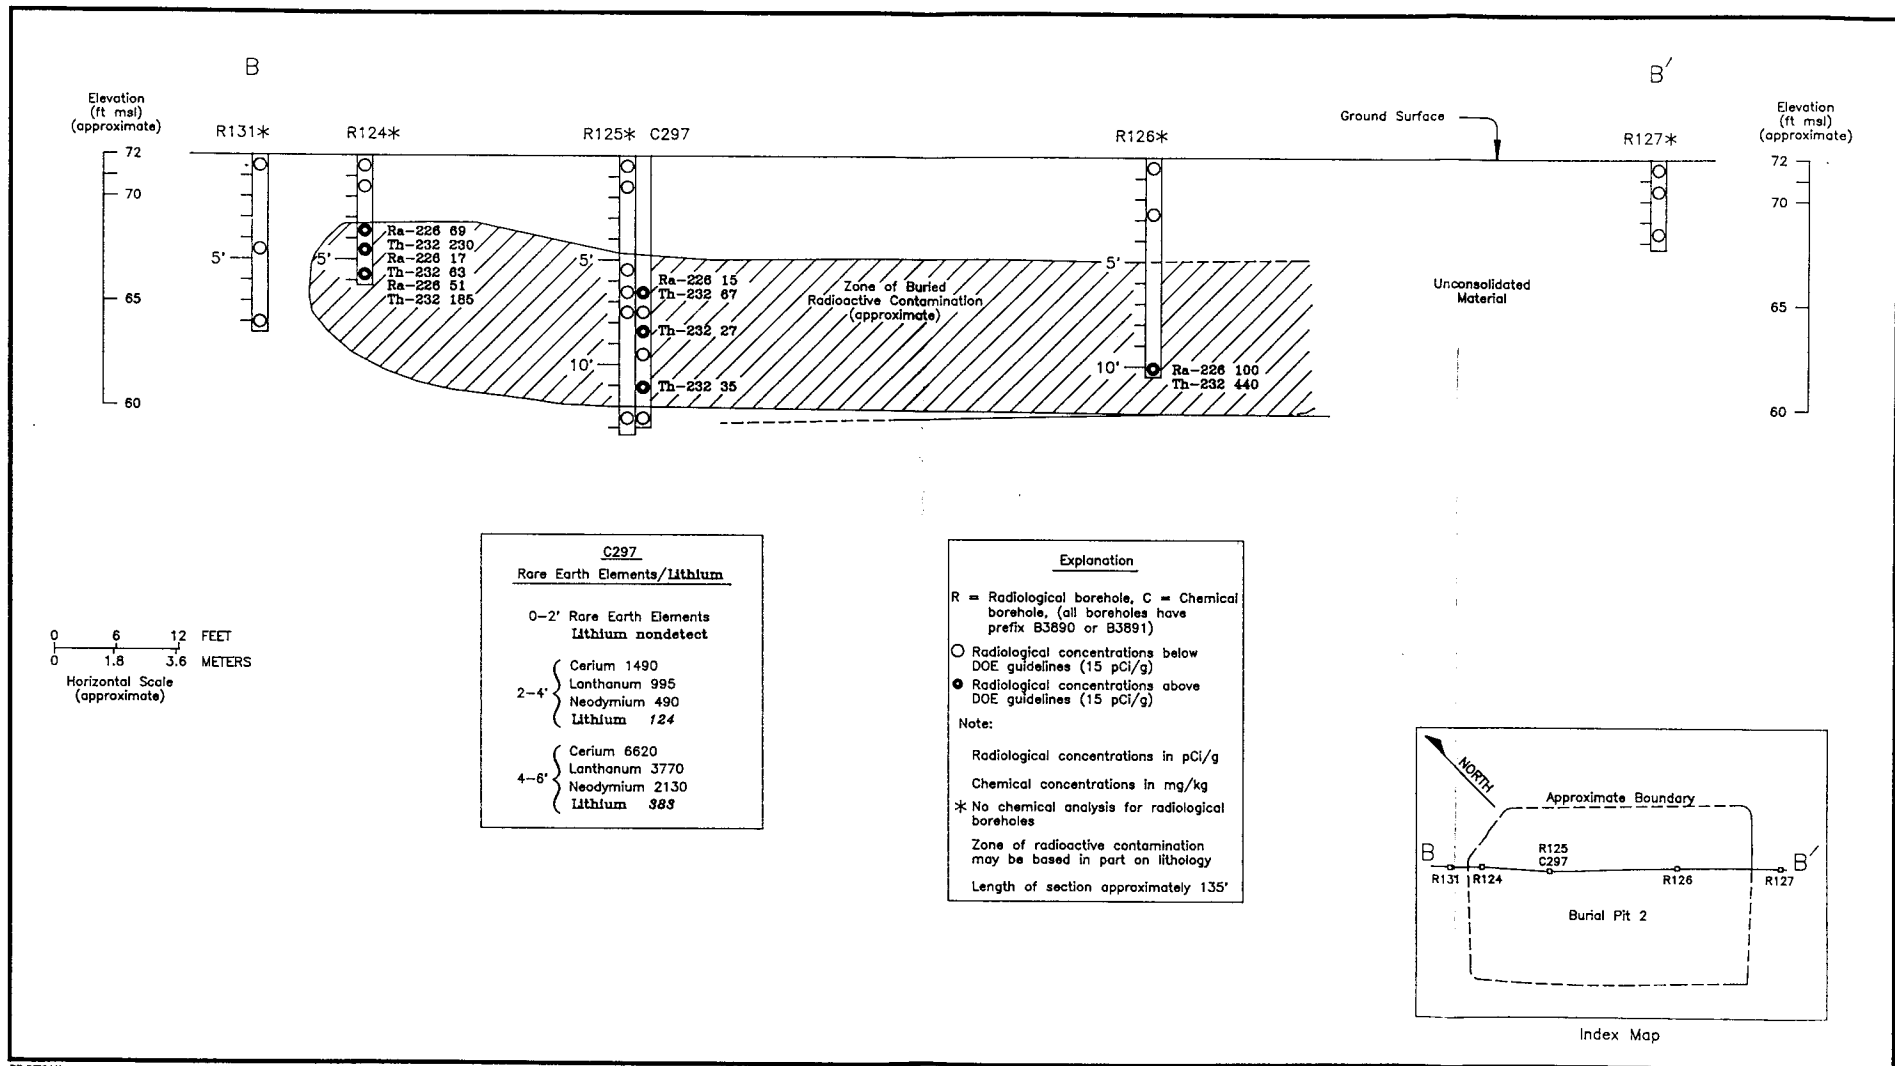 B
B′
Elevation
(ft msl)
(approximate)
Elevation
(ft msl)
(approximate)
Ground Surface
R131*
R124*
R125* C297
R126*
R127*
72
70
65
60
72
70
65
60
5'
5'
5'
10'
5'
10'
Ra-226 69
Th-232 230
Ra-226 17
Th-232 63
Ra-226 51
Th-232 185
Ra-226 15
Th-232 67
Th-232 27
Th-232 35
Zone of Buried
Radioactive Contamination
(approximate)
Ra-226 100
Th-232 440
Unconsolidated
Material
0 6 12 FEET
0 1.8 3.6 METERS
Horizontal Scale
(approximate)
C297
Rare Earth Elements/Lithium
0-2' Rare Earth Elements
Lithium nondetect
2-4'
Cerium 1490
Lanthanum 995
Neodymium 490
Lithium 124
4-6'
Cerium 6620
Lanthanum 3770
Neodymium 2130
Lithium 383
Explanation
R = Radiological borehole, C = Chemical
borehole, (all boreholes have
prefix B3890 or B3891)
Radiological concentrations below
DOE guidelines (15 pCi/g)
Radiological concentrations above
DOE guidelines (15 pCi/g)
Note:
Radiological concentrations in pCi/g
Chemical concentrations in mg/kg
* No chemical analysis for radiological
boreholes
Zone of radioactive contamination
may be based in part on lithology
Length of section approximately 135'
NORTH
Approximate Boundary
B
R131
R124
R125
C297
R126
R127
B′
Burial Pit 2
Index Map